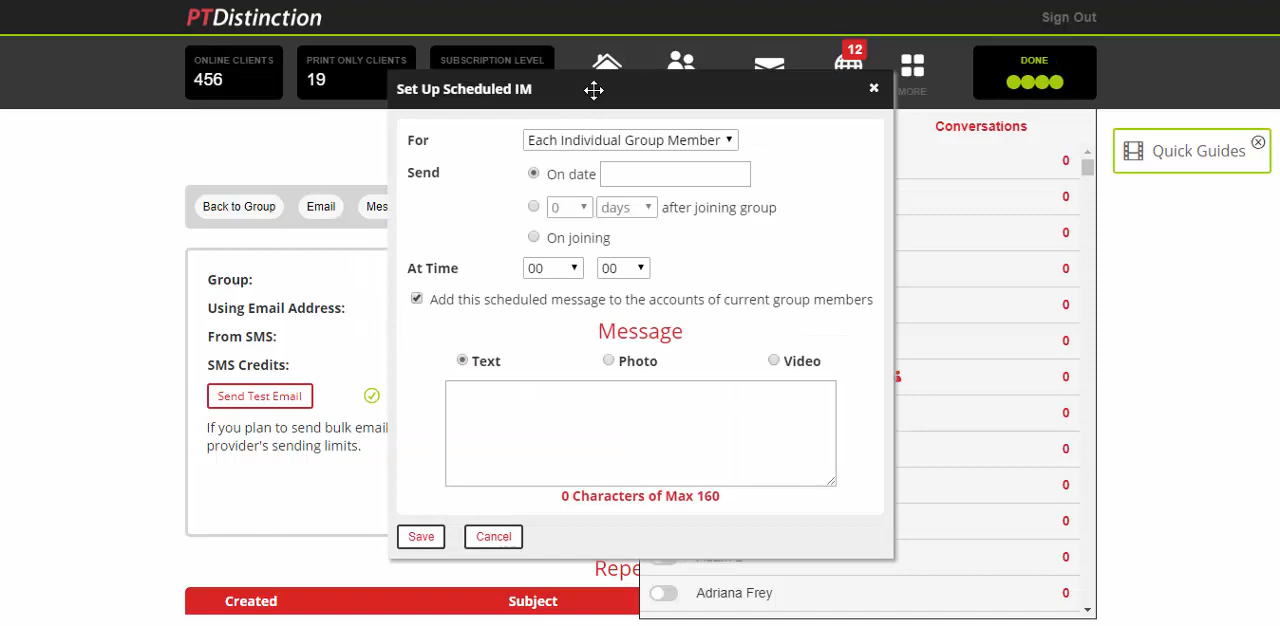 PTDistinction
Sign Out
ONLINE CLIENTS
456
PRINT ONLY CLIENTS
19
SUBSCRIPTION LEVEL
12
MORE
DONE
Set Up Scheduled IM
Conversations
Quick Guides
For
Each Individual Group Member
Send
On date
0 days after joining group
On joining
At Time
00 00
Add this scheduled message to the accounts of current group members
Message
Text Photo Video
0 Characters of Max 160
Save Cancel
Back to Group Email Mes
Group:
Using Email Address:
From SMS:
SMS Credits:
Send Test Email
If you plan to send bulk email
provider's sending limits.
Repe
Created Subject
0
0
0
0
0
0
0
0
0
0
0
0
Adriana Frey 0